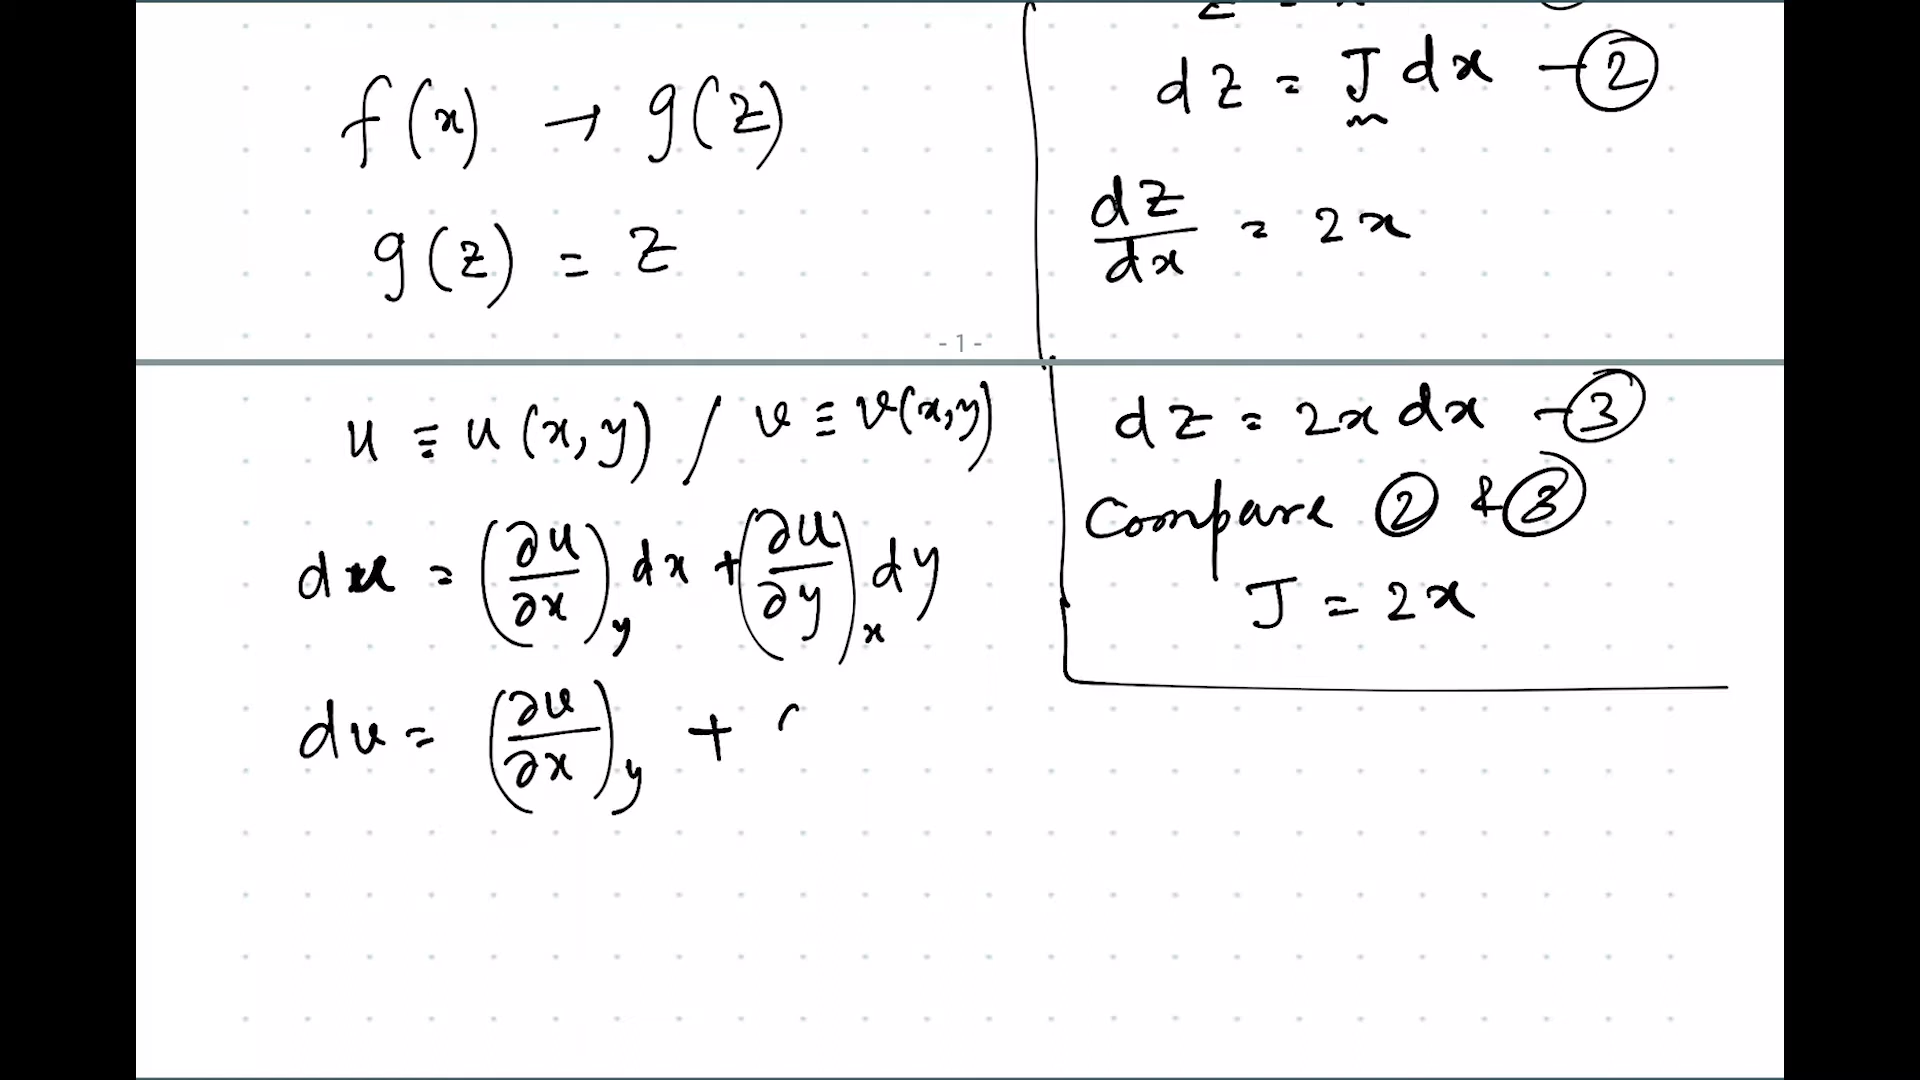 f(x) → g(z)
g(z) = z
- 1 -
u ≡ u(x,y) / v ≡ v(x,y)
du = (∂u/∂x)_y dx + (∂u/∂y)_x dy
dv = (∂v/∂x)_y + (
dz = J dx - ②
dz/dx = 2x
dz = 2x dx - ③
Compare ② & ③
J = 2x